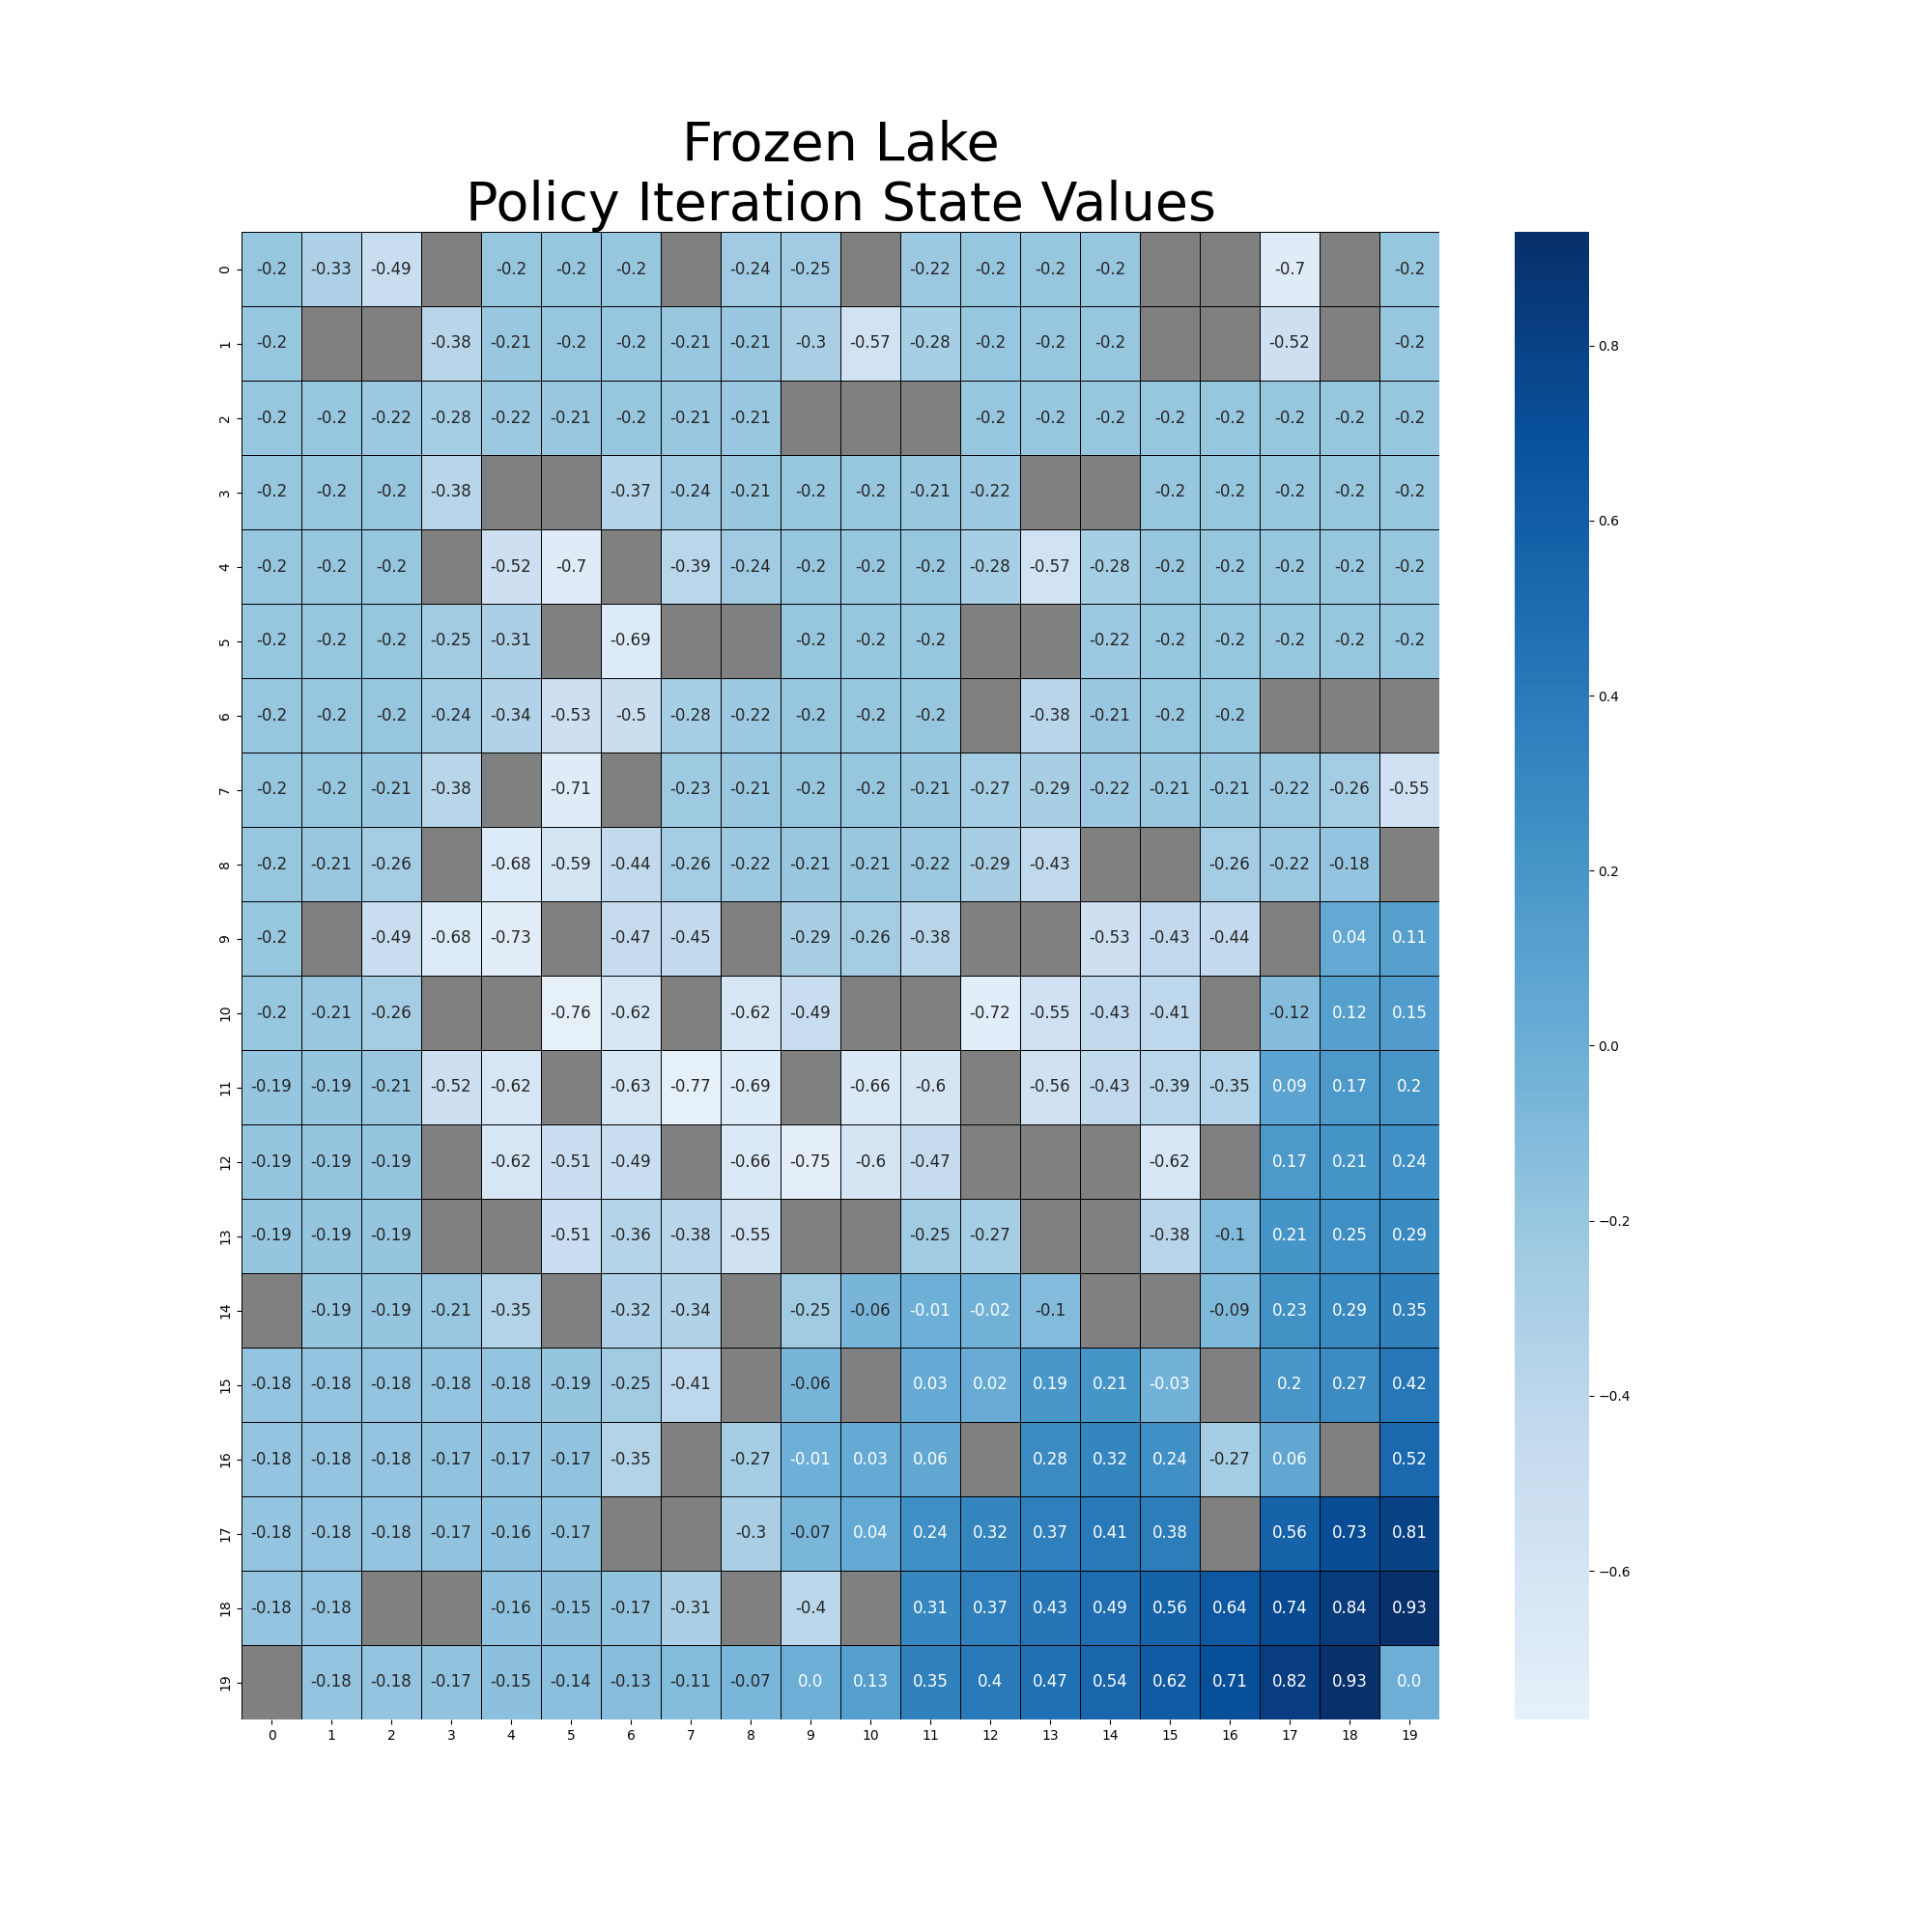 Frozen Lake
Policy Iteration State Values
0 -0.2 -0.33 -0.49 -0.2 -0.2 -0.2 -0.24 -0.25 -0.22 -0.2 -0.2 -0.2 -0.7 -0.2
1 -0.2 -0.38 -0.21 -0.2 -0.2 -0.21 -0.21 -0.3 -0.57 -0.28 -0.2 -0.2 -0.2 -0.52 -0.2
0.8
2 -0.2 -0.2 -0.22 -0.28 -0.22 -0.21 -0.2 -0.21 -0.21 -0.2 -0.2 -0.2 -0.2 -0.2 -0.2 -0.2 -0.2
3 -0.2 -0.2 -0.2 -0.38 -0.37 -0.24 -0.21 -0.2 -0.2 -0.21 -0.22 -0.2 -0.2 -0.2 -0.2 -0.2
0.6
4 -0.2 -0.2 -0.2 -0.52 -0.7 -0.39 -0.24 -0.2 -0.2 -0.2 -0.28 -0.57 -0.28 -0.2 -0.2 -0.2 -0.2 -0.2
5 -0.2 -0.2 -0.2 -0.25 -0.31 -0.69 -0.2 -0.2 -0.2 -0.22 -0.2 -0.2 -0.2 -0.2 -0.2
0.4
6 -0.2 -0.2 -0.2 -0.24 -0.34 -0.53 -0.5 -0.28 -0.22 -0.2 -0.2 -0.2 -0.38 -0.21 -0.2 -0.2
7 -0.2 -0.2 -0.21 -0.38 -0.71 -0.23 -0.21 -0.2 -0.2 -0.21 -0.27 -0.29 -0.22 -0.21 -0.21 -0.22 -0.26 -0.55
8 -0.2 -0.21 -0.26 -0.68 -0.59 -0.44 -0.26 -0.22 -0.21 -0.21 -0.22 -0.29 -0.43 -0.26 -0.22 -0.18
0.2
9 -0.2 -0.49 -0.68 -0.73 -0.47 -0.45 -0.29 -0.26 -0.38 -0.53 -0.43 -0.44 0.04 0.11
10 -0.2 -0.21 -0.26 -0.76 -0.62 -0.62 -0.49 -0.72 -0.55 -0.43 -0.41 -0.12 0.12 0.15
0.0
11 -0.19 -0.19 -0.21 -0.52 -0.62 -0.63 -0.77 -0.69 -0.66 -0.6 -0.56 -0.43 -0.39 -0.35 0.09 0.17 0.2
12 -0.19 -0.19 -0.19 -0.62 -0.51 -0.49 -0.66 -0.75 -0.6 -0.47 -0.62 0.17 0.21 0.24
−0.2
13 -0.19 -0.19 -0.19 -0.51 -0.36 -0.38 -0.55 -0.25 -0.27 -0.38 -0.1 0.21 0.25 0.29
14 -0.19 -0.19 -0.21 -0.35 -0.32 -0.34 -0.25 -0.06 -0.01 -0.02 -0.1 -0.09 0.23 0.29 0.35
15 -0.18 -0.18 -0.18 -0.18 -0.18 -0.19 -0.25 -0.41 -0.06 0.03 0.02 0.19 0.21 -0.03 0.2 0.27 0.42
−0.4
16 -0.18 -0.18 -0.18 -0.17 -0.17 -0.17 -0.35 -0.27 -0.01 0.03 0.06 0.28 0.32 0.24 -0.27 0.06 0.52
17 -0.18 -0.18 -0.18 -0.17 -0.16 -0.17 -0.3 -0.07 0.04 0.24 0.32 0.37 0.41 0.38 0.56 0.73 0.81
−0.6
18 -0.18 -0.18 -0.16 -0.15 -0.17 -0.31 -0.4 0.31 0.37 0.43 0.49 0.56 0.64 0.74 0.84 0.93
19 -0.18 -0.18 -0.17 -0.15 -0.14 -0.13 -0.11 -0.07 0.0 0.13 0.35 0.4 0.47 0.54 0.62 0.71 0.82 0.93 0.0
0 1 2 3 4 5 6 7 8 9 10 11 12 13 14 15 16 17 18 19